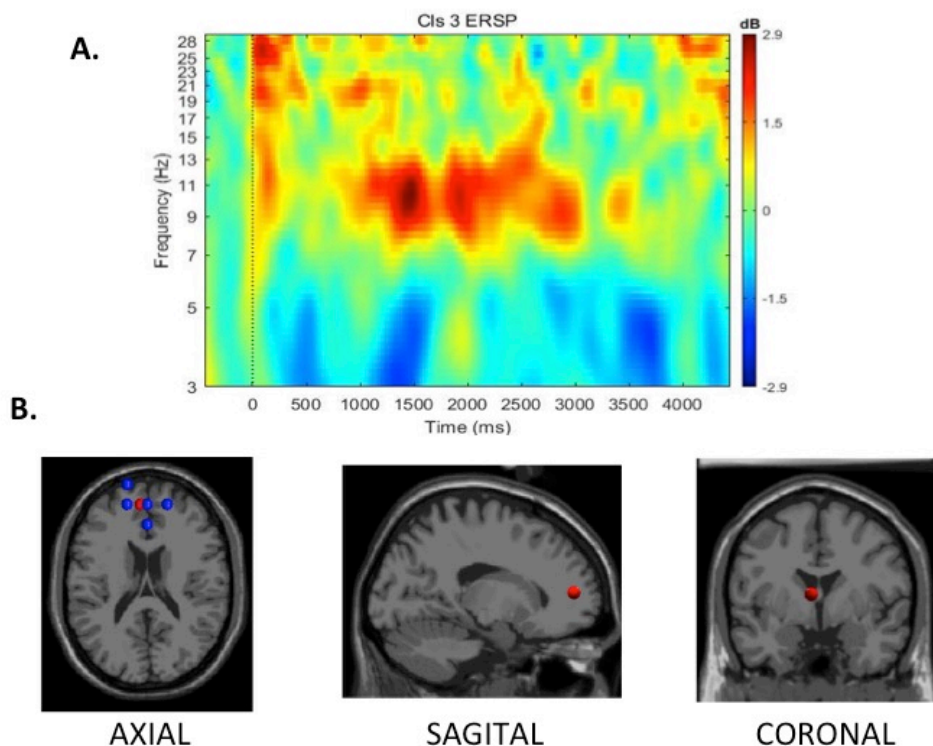 A.
Cls 3 ERSP
dB
Frequency (Hz)
28
25
23
21
19
17
15
13
11
9
7
5
3
0 500 1000 1500 2000 2500 3000 3500 4000
Time (ms)
2.9
1.5
0
-1.5
-2.9
B.
AXIAL SAGITAL CORONAL